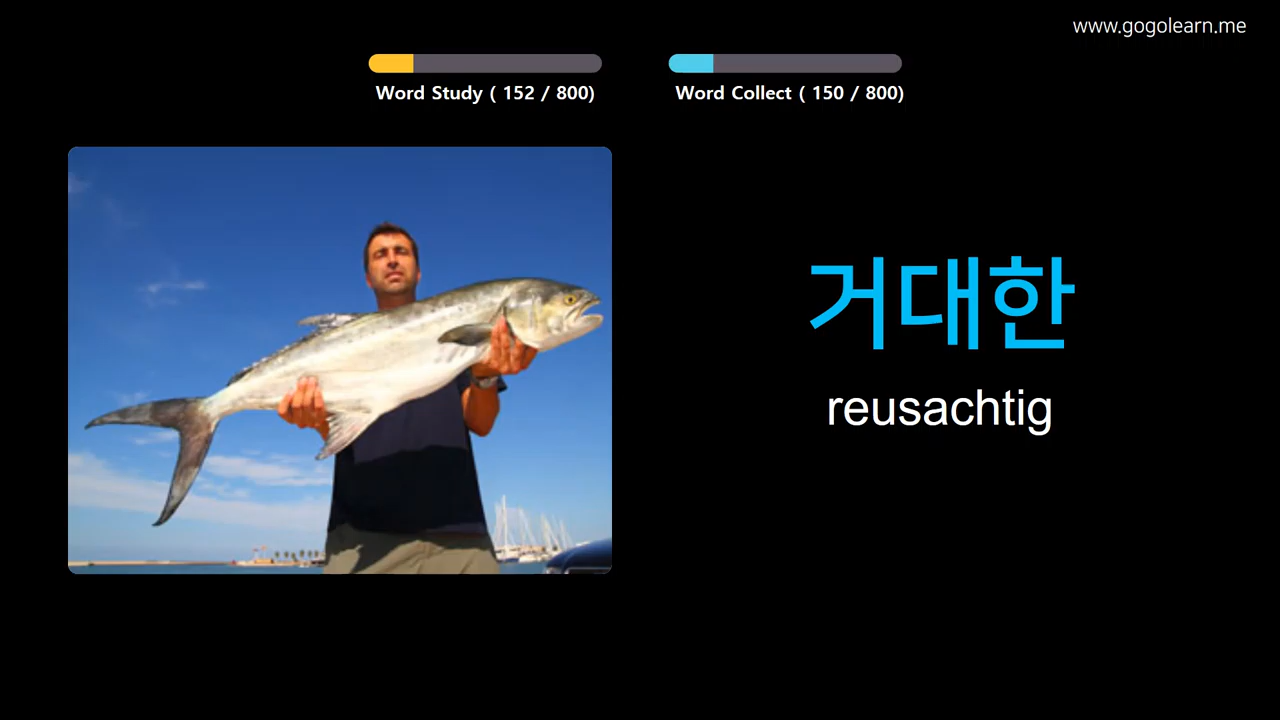 www.gogolearn.me
Word Study ( 152 / 800)
Word Collect ( 150 / 800)
거대한
reusachtig